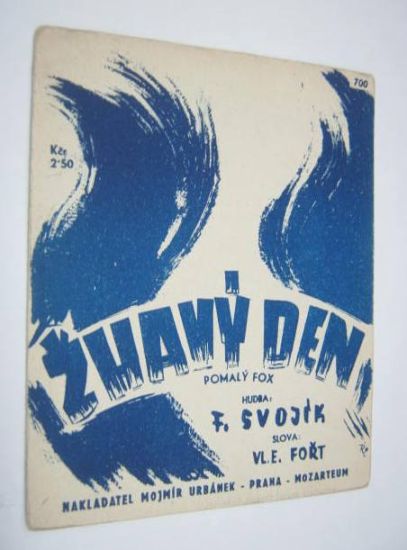 700
Kčs
2·50
ŽHAVÝ DEN
POMALÝ FOX
HUDBA:
F. SVOJÍK
SLOVA:
VL. E. FOŘT
NAKLADATEL MOJMÍR URBÁNEK - PRAHA - MOZARTEUM